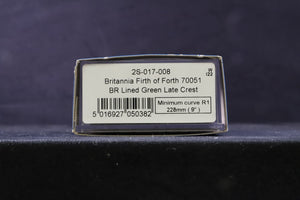 2S-017-008
Britannia Firth of Forth 70051
BR Lined Green Late Crest
Minimum curve R1
228mm ( 9" )
5 016927 050382